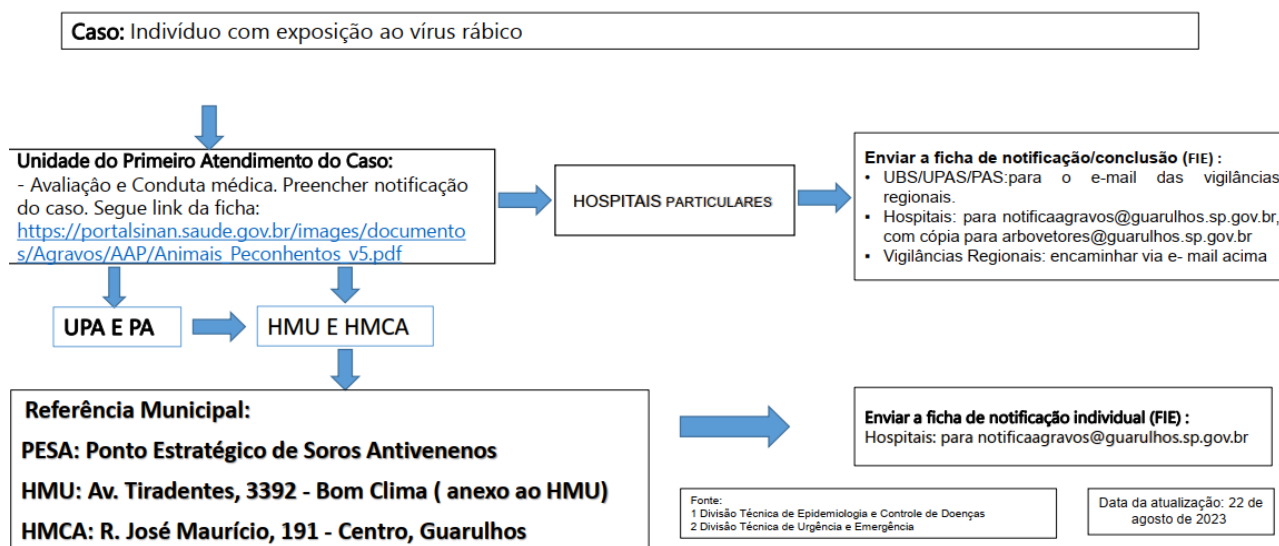 Caso: Indivíduo com exposição ao vírus rábico
Unidade do Primeiro Atendimento do Caso:
- Avaliação e Conduta médica. Preencher notificação
do caso. Segue link da ficha:
https://portalsinan.saude.gov.br/images/documento
s/Agravos/AAP/Animais_Peconhentos_v5.pdf
HOSPITAIS PARTICULARES
Enviar a ficha de notificação/conclusão (FIE) :
• UBS/UPAS/PAS:para o e-mail das vigilâncias
regionais.
• Hospitais: para notificaagravos@guarulhos.sp.gov.br,
com cópia para arbovetores@guarulhos.sp.gov.br
• Vigilâncias Regionais: encaminhar via e- mail acima
UPA E PA
HMU E HMCA
Referência Municipal:
PESA: Ponto Estratégico de Soros Antivenenos
HMU: Av. Tiradentes, 3392 - Bom Clima ( anexo ao HMU)
HMCA: R. José Maurício, 191 - Centro, Guarulhos
Enviar a ficha de notificação individual (FIE) :
Hospitais: para notificaagravos@guarulhos.sp.gov.br
Fonte:
1 Divisão Técnica de Epidemiologia e Controle de Doenças
2 Divisão Técnica de Urgência e Emergência
Data da atualização: 22 de
agosto de 2023